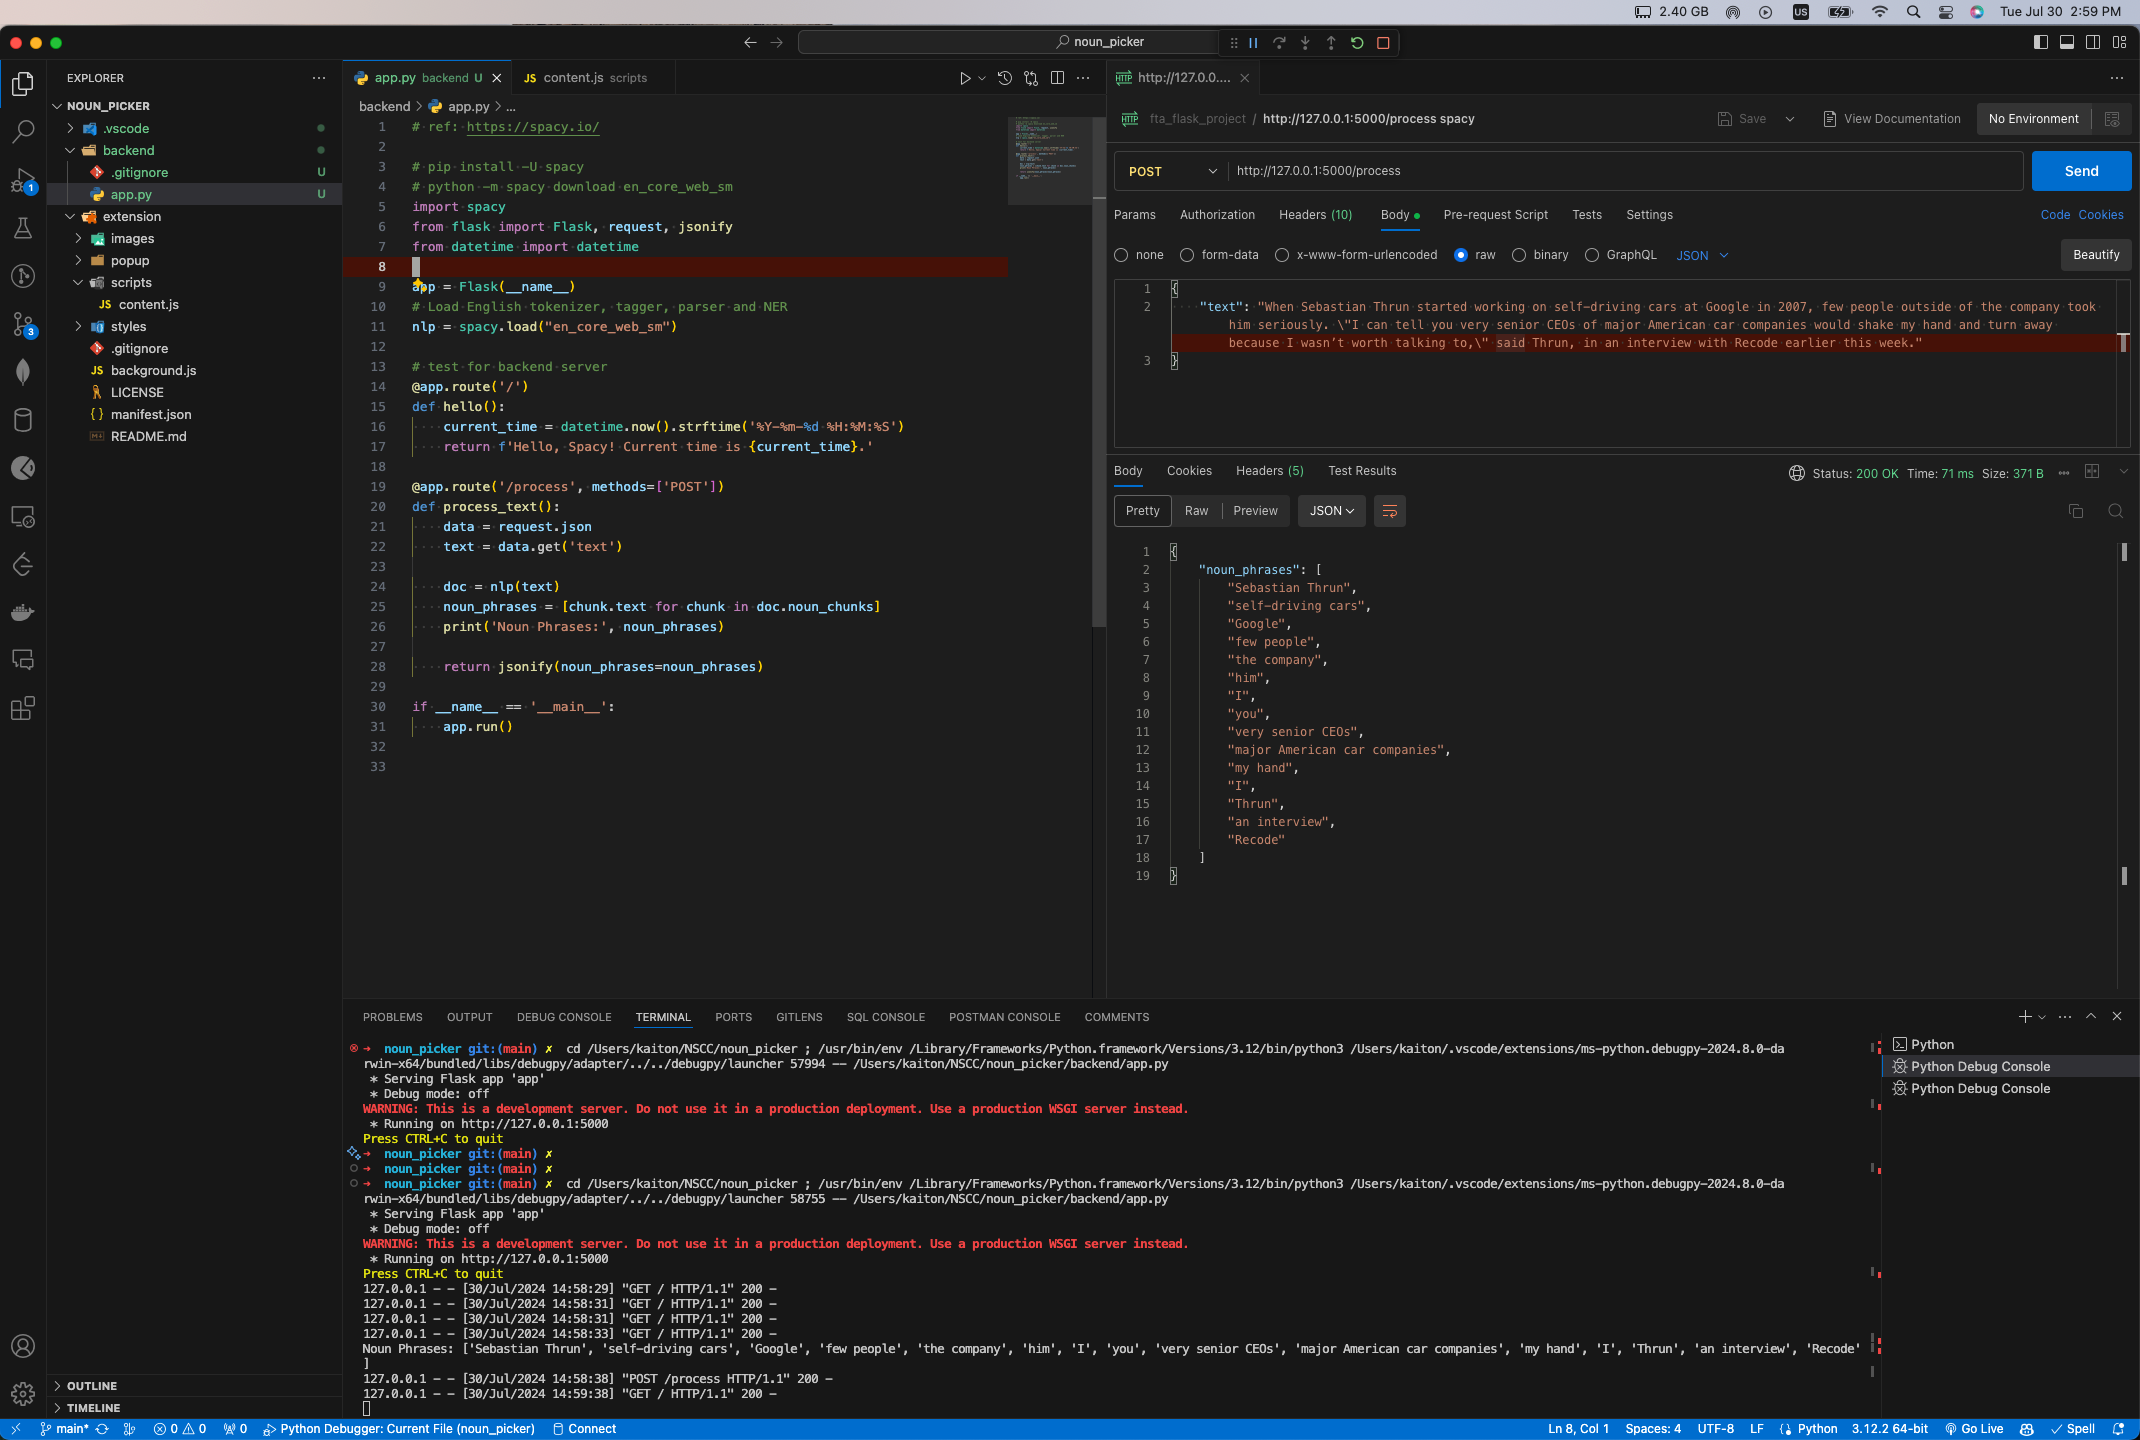 2.40 GB
US
Tue Jul 30 2:59 PM
noun_picker
EXPLORER
NOUN_PICKER
.vscode
backend
.gitignore U
app.py U
extension
images
popup
scripts
JS content.js
styles
.gitignore
JS background.js
LICENSE
{} manifest.json
README.md
OUTLINE
TIMELINE
1
3
app.py backend U
JS content.js scripts
backend > app.py > ...
1 # ref: https://spacy.io/
2
3 # pip install -U spacy
4 # python -m spacy download en_core_web_sm
5 import spacy
6 from flask import Flask, request, jsonify
7 from datetime import datetime
8
9 app = Flask(__name__)
10 # Load English tokenizer, tagger, parser and NER
11 nlp = spacy.load("en_core_web_sm")
12
13 # test for backend server
14 @app.route('/')
15 def hello():
16 current_time = datetime.now().strftime('%Y-%m-%d %H:%M:%S')
17 return f'Hello, Spacy! Current time is {current_time}.'
18
19 @app.route('/process', methods=['POST'])
20 def process_text():
21 data = request.json
22 text = data.get('text')
23
24 doc = nlp(text)
25 noun_phrases = [chunk.text for chunk in doc.noun_chunks]
26 print('Noun Phrases:', noun_phrases)
27
28 return jsonify(noun_phrases=noun_phrases)
29
30 if __name__ == '__main__':
31 app.run()
32
33
HTTP http://127.0.0....
HTTP fta_flask_project / http://127.0.0.1:5000/process spacy
Save
View Documentation
No Environment
POST http://127.0.0.1:5000/process
Send
Params Authorization Headers (10) Body Pre-request Script Tests Settings
Code Cookies
none form-data x-www-form-urlencoded raw binary GraphQL JSON
Beautify
1 {
2 "text": "When Sebastian Thrun started working on self-driving cars at Google in 2007, few people outside of the company took
him seriously. \"I can tell you very senior CEOs of major American car companies would shake my hand and turn away
because I wasn’t worth talking to,\" said Thrun, in an interview with Recode earlier this week."
3 }
Body Cookies Headers (5) Test Results
Status: 200 OK Time: 71 ms Size: 371 B
Pretty Raw Preview JSON
1 {
2 "noun_phrases": [
3 "Sebastian Thrun",
4 "self-driving cars",
5 "Google",
6 "few people",
7 "the company",
8 "him",
9 "I",
10 "you",
11 "very senior CEOs",
12 "major American car companies",
13 "my hand",
14 "I",
15 "Thrun",
16 "an interview",
17 "Recode"
18 ]
19 }
PROBLEMS OUTPUT DEBUG CONSOLE TERMINAL PORTS GITLENS SQL CONSOLE POSTMAN CONSOLE COMMENTS
➜ noun_picker git:(main) ✗ cd /Users/kaiton/NSCC/noun_picker ; /usr/bin/env /Library/Frameworks/Python.framework/Versions/3.12/bin/python3 /Users/kaiton/.vscode/extensions/ms-python.debugpy-2024.8.0-da
rwin-x64/bundled/libs/debugpy/adapter/../../debugpy/launcher 57994 -- /Users/kaiton/NSCC/noun_picker/backend/app.py
* Serving Flask app 'app'
* Debug mode: off
WARNING: This is a development server. Do not use it in a production deployment. Use a production WSGI server instead.
* Running on http://127.0.0.1:5000
Press CTRL+C to quit
➜ noun_picker git:(main) ✗
➜ noun_picker git:(main) ✗
➜ noun_picker git:(main) ✗ cd /Users/kaiton/NSCC/noun_picker ; /usr/bin/env /Library/Frameworks/Python.framework/Versions/3.12/bin/python3 /Users/kaiton/.vscode/extensions/ms-python.debugpy-2024.8.0-da
rwin-x64/bundled/libs/debugpy/adapter/../../debugpy/launcher 58755 -- /Users/kaiton/NSCC/noun_picker/backend/app.py
* Serving Flask app 'app'
* Debug mode: off
WARNING: This is a development server. Do not use it in a production deployment. Use a production WSGI server instead.
* Running on http://127.0.0.1:5000
Press CTRL+C to quit
127.0.0.1 - - [30/Jul/2024 14:58:29] "GET / HTTP/1.1" 200 -
127.0.0.1 - - [30/Jul/2024 14:58:31] "GET / HTTP/1.1" 200 -
127.0.0.1 - - [30/Jul/2024 14:58:31] "GET / HTTP/1.1" 200 -
127.0.0.1 - - [30/Jul/2024 14:58:33] "GET / HTTP/1.1" 200 -
Noun Phrases: ['Sebastian Thrun', 'self-driving cars', 'Google', 'few people', 'the company', 'him', 'I', 'you', 'very senior CEOs', 'major American car companies', 'my hand', 'I', 'Thrun', 'an interview', 'Recode'
]
127.0.0.1 - - [30/Jul/2024 14:58:38] "POST /process HTTP/1.1" 200 -
127.0.0.1 - - [30/Jul/2024 14:59:38] "GET / HTTP/1.1" 200 -
Python
Python Debug Console
Python Debug Console
main* 0 0 0 Python Debugger: Current File (noun_picker) Connect
Ln 8, Col 1 Spaces: 4 UTF-8 LF Python 3.12.2 64-bit Go Live Spell